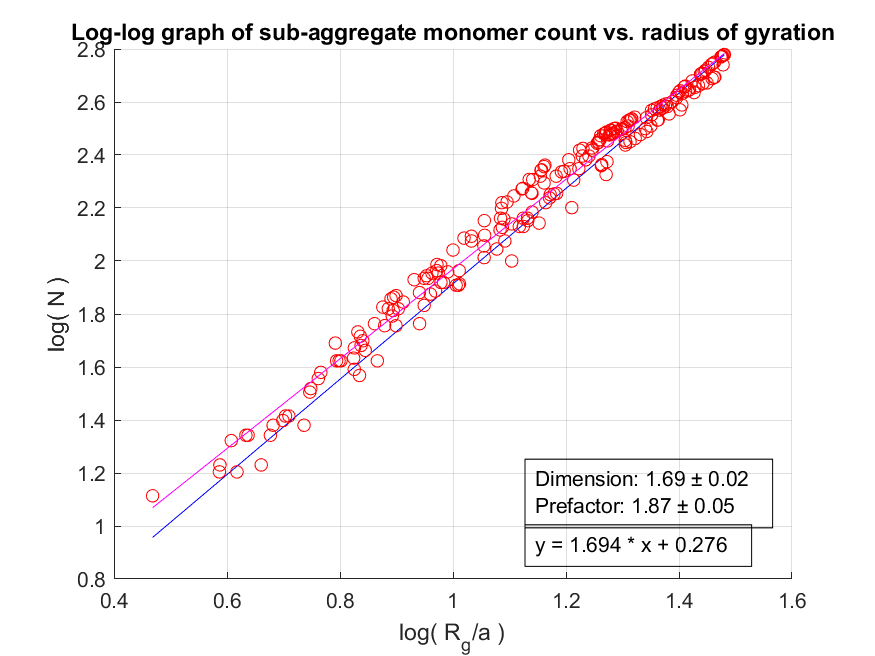 Log-log graph of sub-aggregate monomer count vs. radius of gyration
2.8
2.6
2.4
2.2
2
1.8
1.6
1.4
1.2
1
0.8
log( N )
Dimension: 1.69 ± 0.02
Prefactor: 1.87 ± 0.05
y = 1.694 * x + 0.276
0.4 0.6 0.8 1 1.2 1.4 1.6
log( R_g/a )